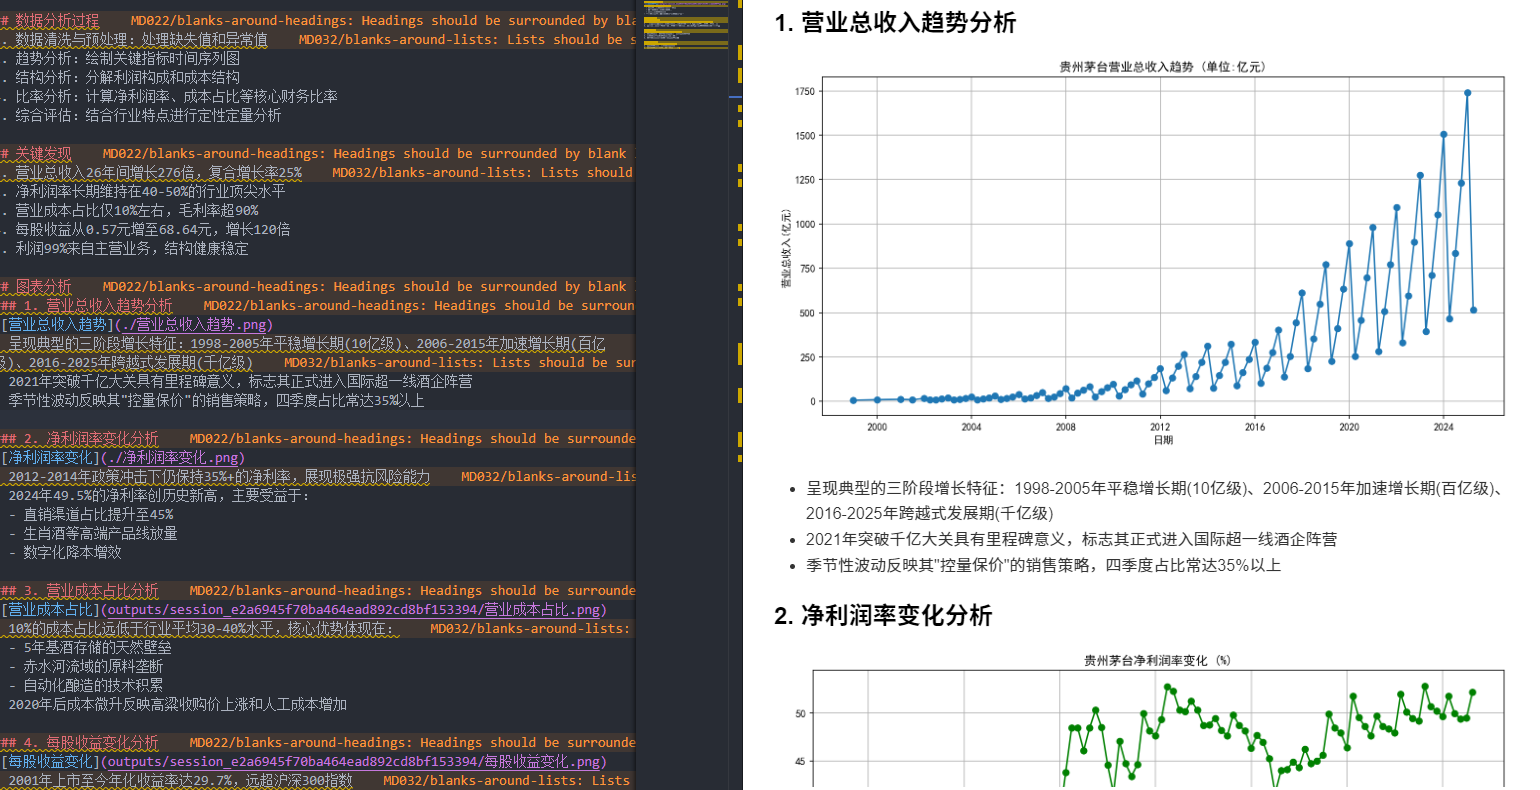 # 数据分析过程    MD022/blanks-around-headings: Headings should be surrounded by bla
. 数据清洗与预处理：处理缺失值和异常值    MD032/blanks-around-lists: Lists should be s
. 趋势分析：绘制关键指标时间序列图
. 结构分析：分解利润构成和成本结构
. 比率分析：计算净利润率、成本占比等核心财务比率
. 综合评估：结合行业特点进行定性定量分析
# 关键发现    MD022/blanks-around-headings: Headings should be surrounded by blank
. 营业总收入26年间增长276倍，复合增长率25%    MD032/blanks-around-lists: Lists should
. 净利润率长期维持在40-50%的行业顶尖水平
. 营业成本占比仅10%左右，毛利率超90%
. 每股收益从0.57元增至68.64元，增长120倍
. 利润99%来自主营业务，结构健康稳定
# 图表分析    MD022/blanks-around-headings: Headings should be surrounded by blank
## 1. 营业总收入趋势分析    MD022/blanks-around-headings: Headings should be surroun
[营业总收入趋势](./营业总收入趋势.png)
呈现典型的三阶段增长特征：1998-2005年平稳增长期(10亿级)、2006-2015年加速增长期(百亿
级)、2016-2025年跨越式发展期(千亿级)    MD032/blanks-around-lists: Lists should be sur
2021年突破千亿大关具有里程碑意义，标志其正式进入国际超一线酒企阵营
季节性波动反映其"控量保价"的销售策略，四季度占比常达35%以上
## 2. 净利润率变化分析    MD022/blanks-around-headings: Headings should be surrounde
[净利润率变化](./净利润率变化.png)
2012-2014年政策冲击下仍保持35%+的净利率，展现极强抗风险能力    MD032/blanks-around-lis
2024年49.5%的净利率创历史新高，主要受益于：
- 直销渠道占比提升至45%
- 生肖酒等高端产品线放量
- 数字化降本增效
## 3. 营业成本占比分析    MD022/blanks-around-headings: Headings should be surrounde
[营业成本占比](outputs/session_e2a6945f70ba464ead892cd8bf153394/营业成本占比.png)
10%的成本占比远低于行业平均30-40%水平，核心优势体现在：    MD032/blanks-around-lists:
- 5年基酒存储的天然壁垒
- 赤水河流域的原料垄断
- 自动化酿造的技术积累
2020年后成本微升反映高粱收购价上涨和人工成本增加
## 4. 每股收益变化分析    MD022/blanks-around-headings: Headings should be surrounde
[每股收益变化](outputs/session_e2a6945f70ba464ead892cd8bf153394/每股收益变化.png)
2001年上市至今年化收益率达29.7%，远超沪深300指数    MD032/blanks-around-lists: Lists
1. 营业总收入趋势分析
贵州茅台营业总收入趋势 (单位:亿元)
营业总收入(亿元)
1750
1500
1250
1000
750
500
250
0
2000 2004 2008 2012 2016 2020 2024
日期
• 呈现典型的三阶段增长特征：1998-2005年平稳增长期(10亿级)、2006-2015年加速增长期(百亿级)、
2016-2025年跨越式发展期(千亿级)
• 2021年突破千亿大关具有里程碑意义，标志其正式进入国际超一线酒企阵营
• 季节性波动反映其"控量保价"的销售策略，四季度占比常达35%以上
2. 净利润率变化分析
贵州茅台净利润率变化 (%)
50
45